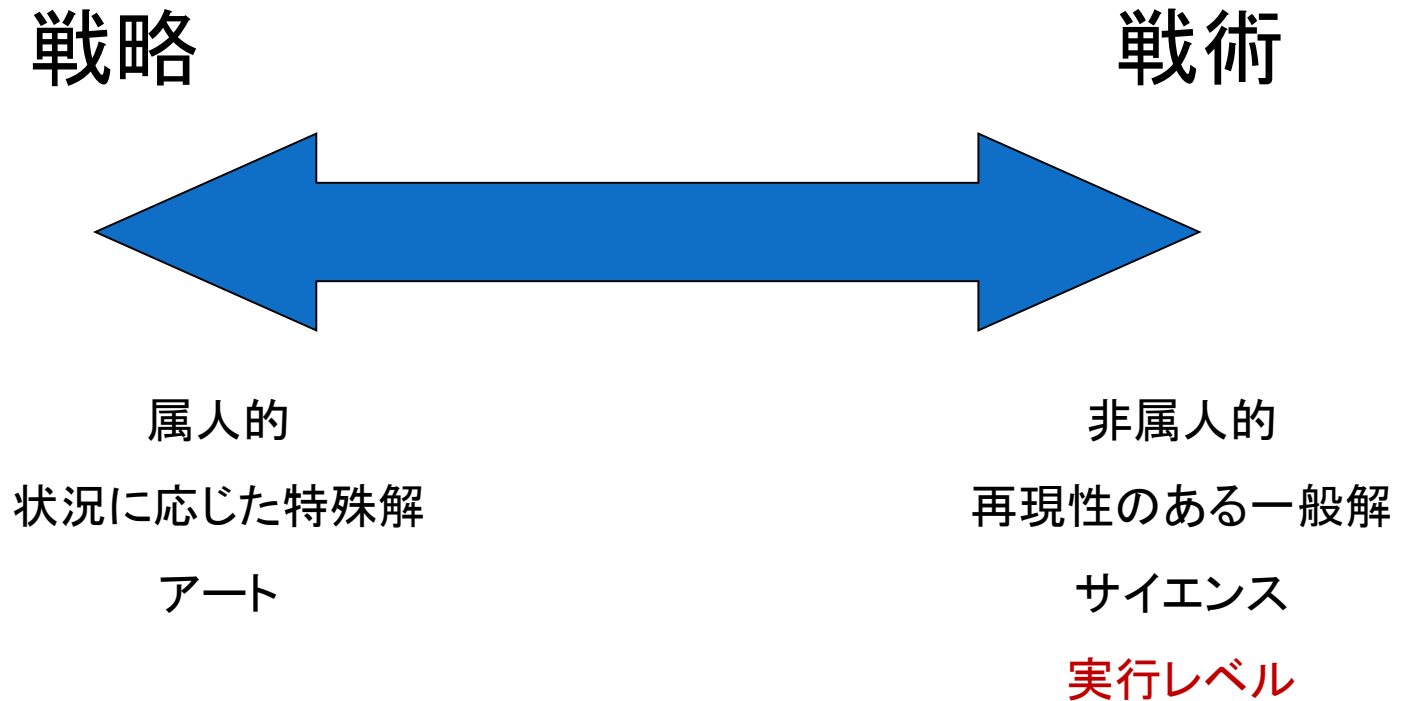 戦略
戦術
属人的
非属人的
状況に応じた特殊解
再現性のある一般解
アート
サイエンス
実行レベル